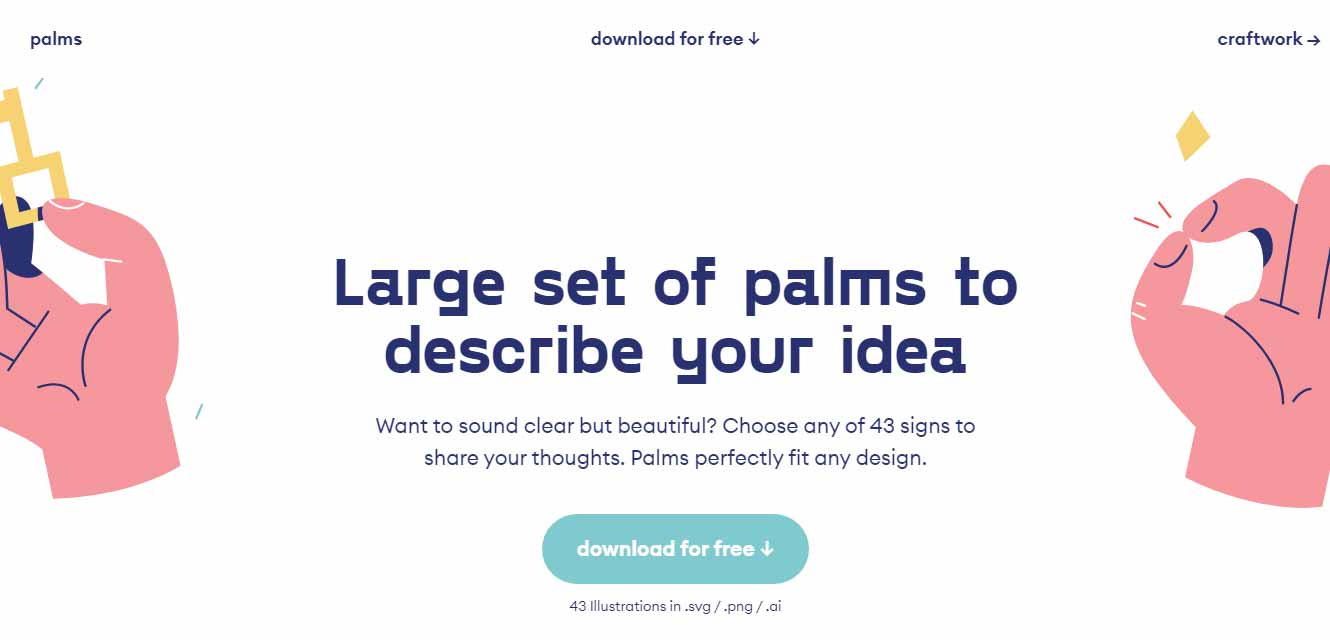 palms
download for free ↓
craftwork →
Large set of palms to
describe your idea
Want to sound clear but beautiful? Choose any of 43 signs to
share your thoughts. Palms perfectly fit any design.
download for free ↓
43 Illustrations in .svg / .png / .ai